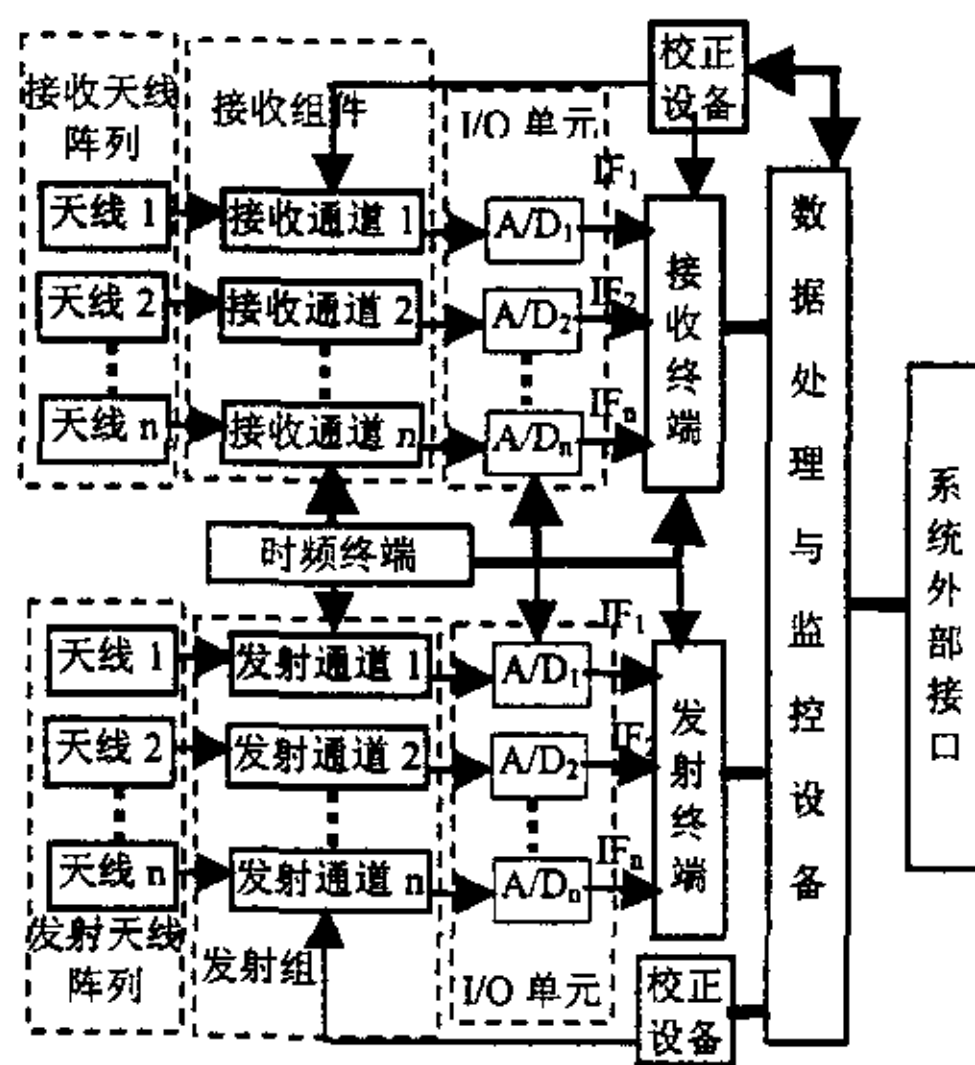 接收天线
阵列
天线 1
天线 2
天线 n
接收组件
接收通道 1
接收通道 2
接收通道 n
I/O 单元
A/D₁
A/D₂
A/Dₙ
IF₁
IF₂
IFₙ
校正
设备
接收终端
时频终端
天线 1
天线 2
天线 n
发射天线
阵列
发射通道 1
发射通道 2
发射通道 n
发射组
A/D₁
A/D₂
A/Dₙ
I/O 单元
IF₁
IF₂
IFₙ
发射终端
校正
设备
数据处理与监控设备
系统外部接口